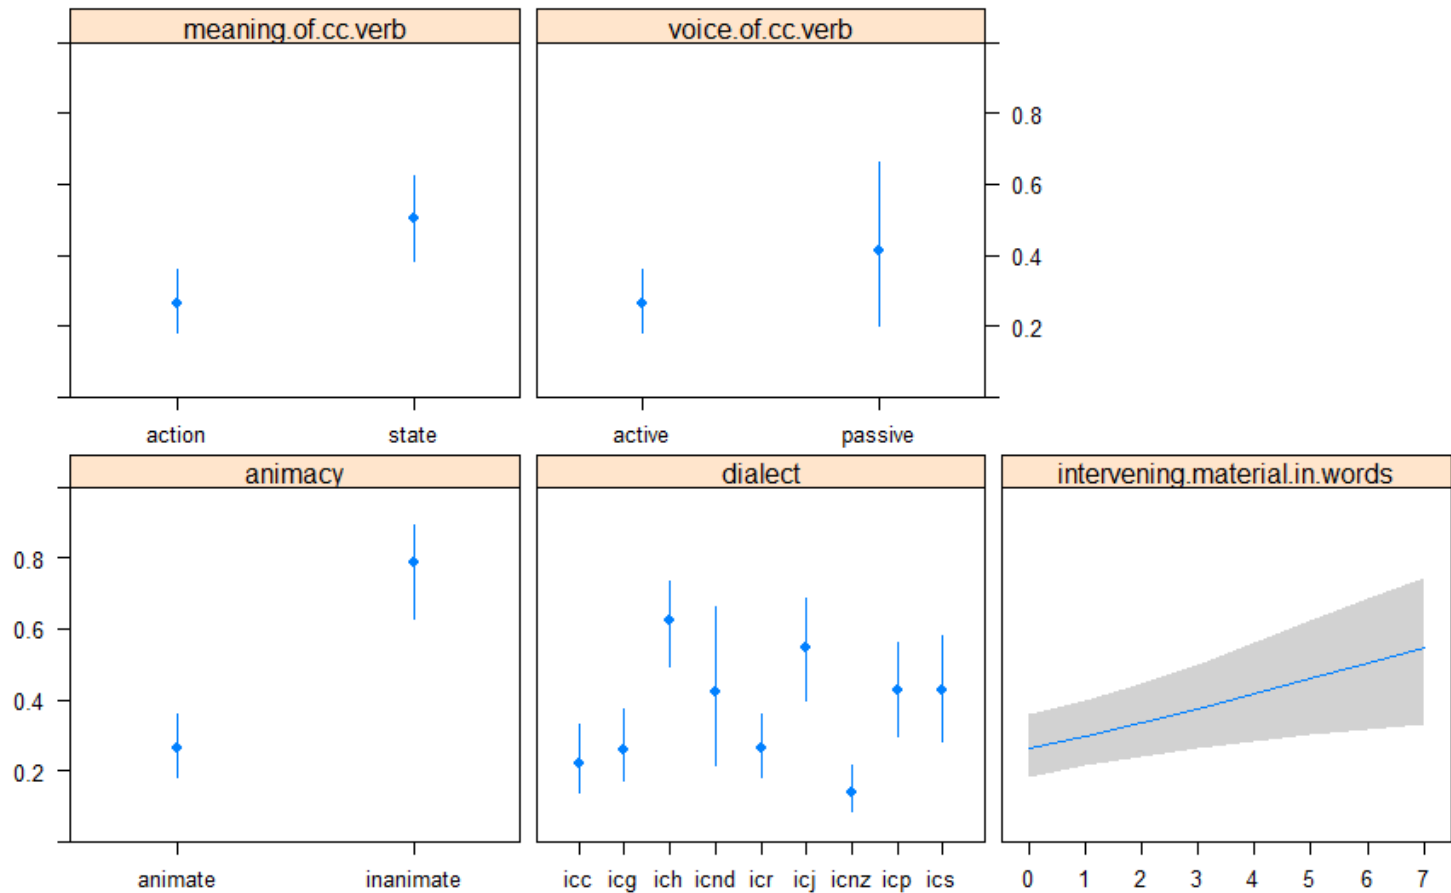 meaning.of.cc.verb voice.of.cc.verb
0.8
0.6
0.4
0.2
action state active passive
animacy dialect intervening.material.in.words
0.8
0.6
0.4
0.2
animate inanimate icc icg ich icnd icr icj icnz icp ics 0 1 2 3 4 5 6 7